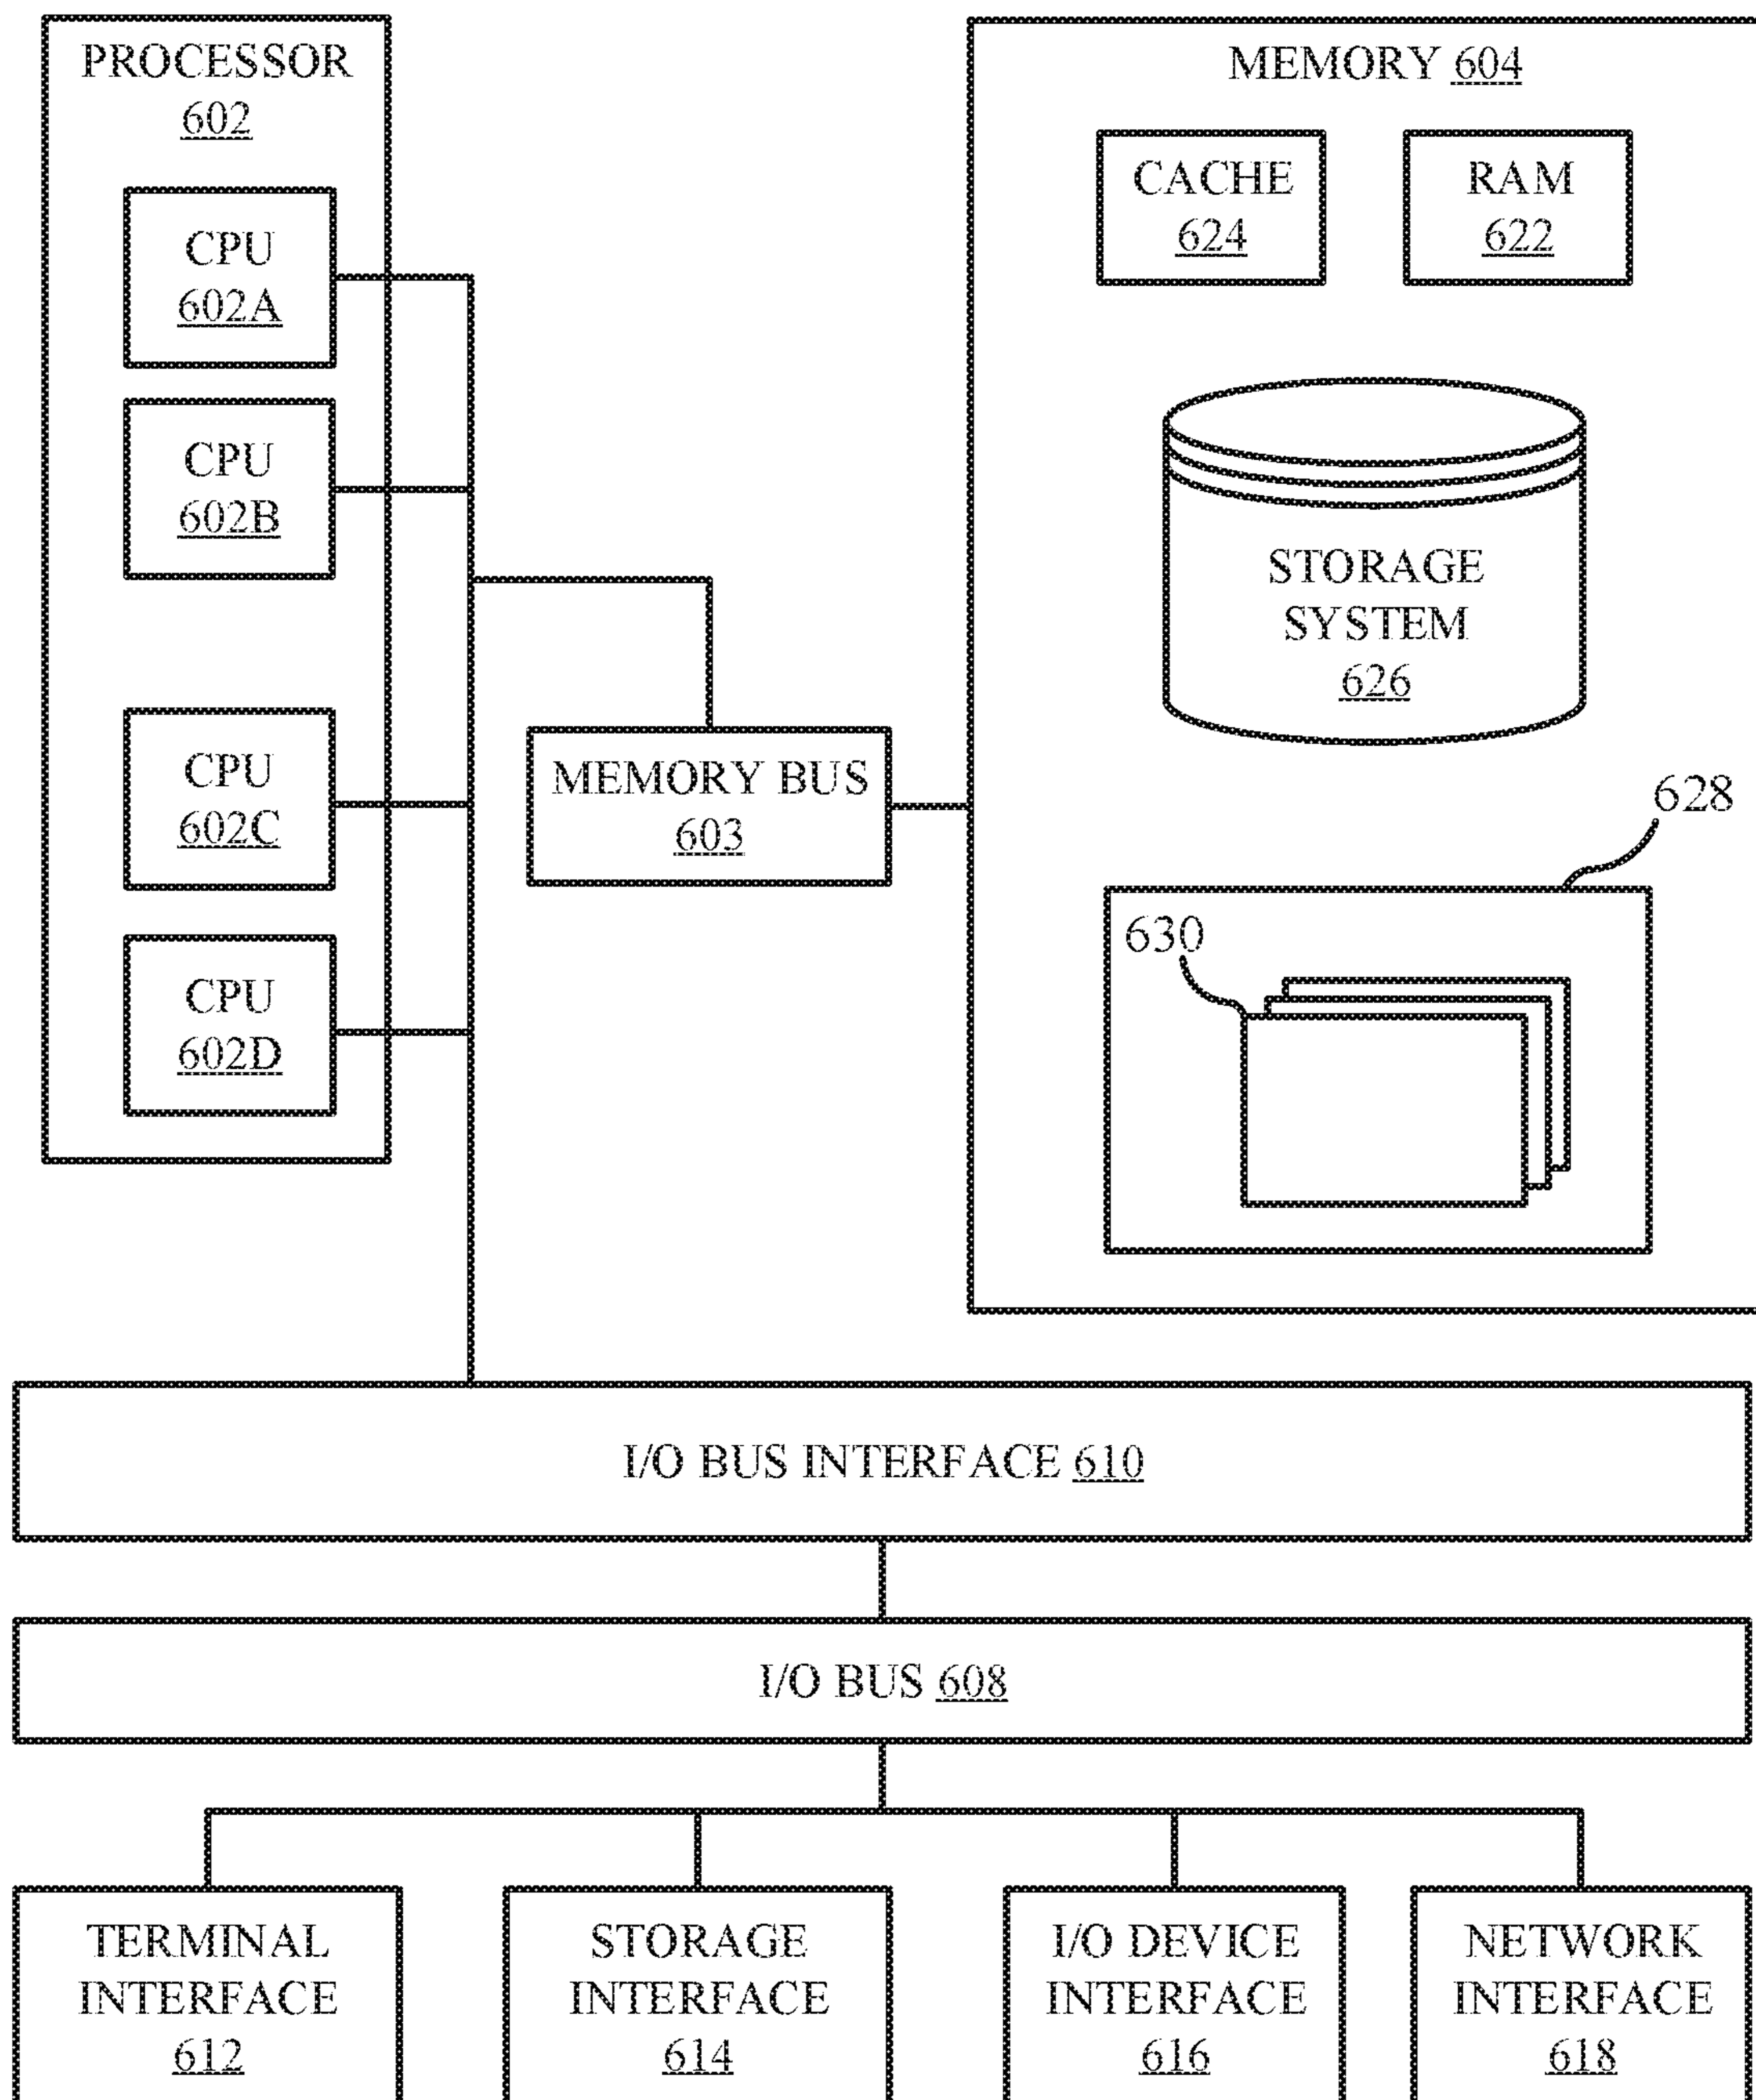 PROCESSOR
602
CPU
602A
CPU
602B
CPU
602C
CPU
602D
MEMORY BUS
603
MEMORY 604
CACHE
624
RAM
622
STORAGE
SYSTEM
626
628
630
I/O BUS INTERFACE 610
I/O BUS 608
TERMINAL
INTERFACE
612
STORAGE
INTERFACE
614
I/O DEVICE
INTERFACE
616
NETWORK
INTERFACE
618